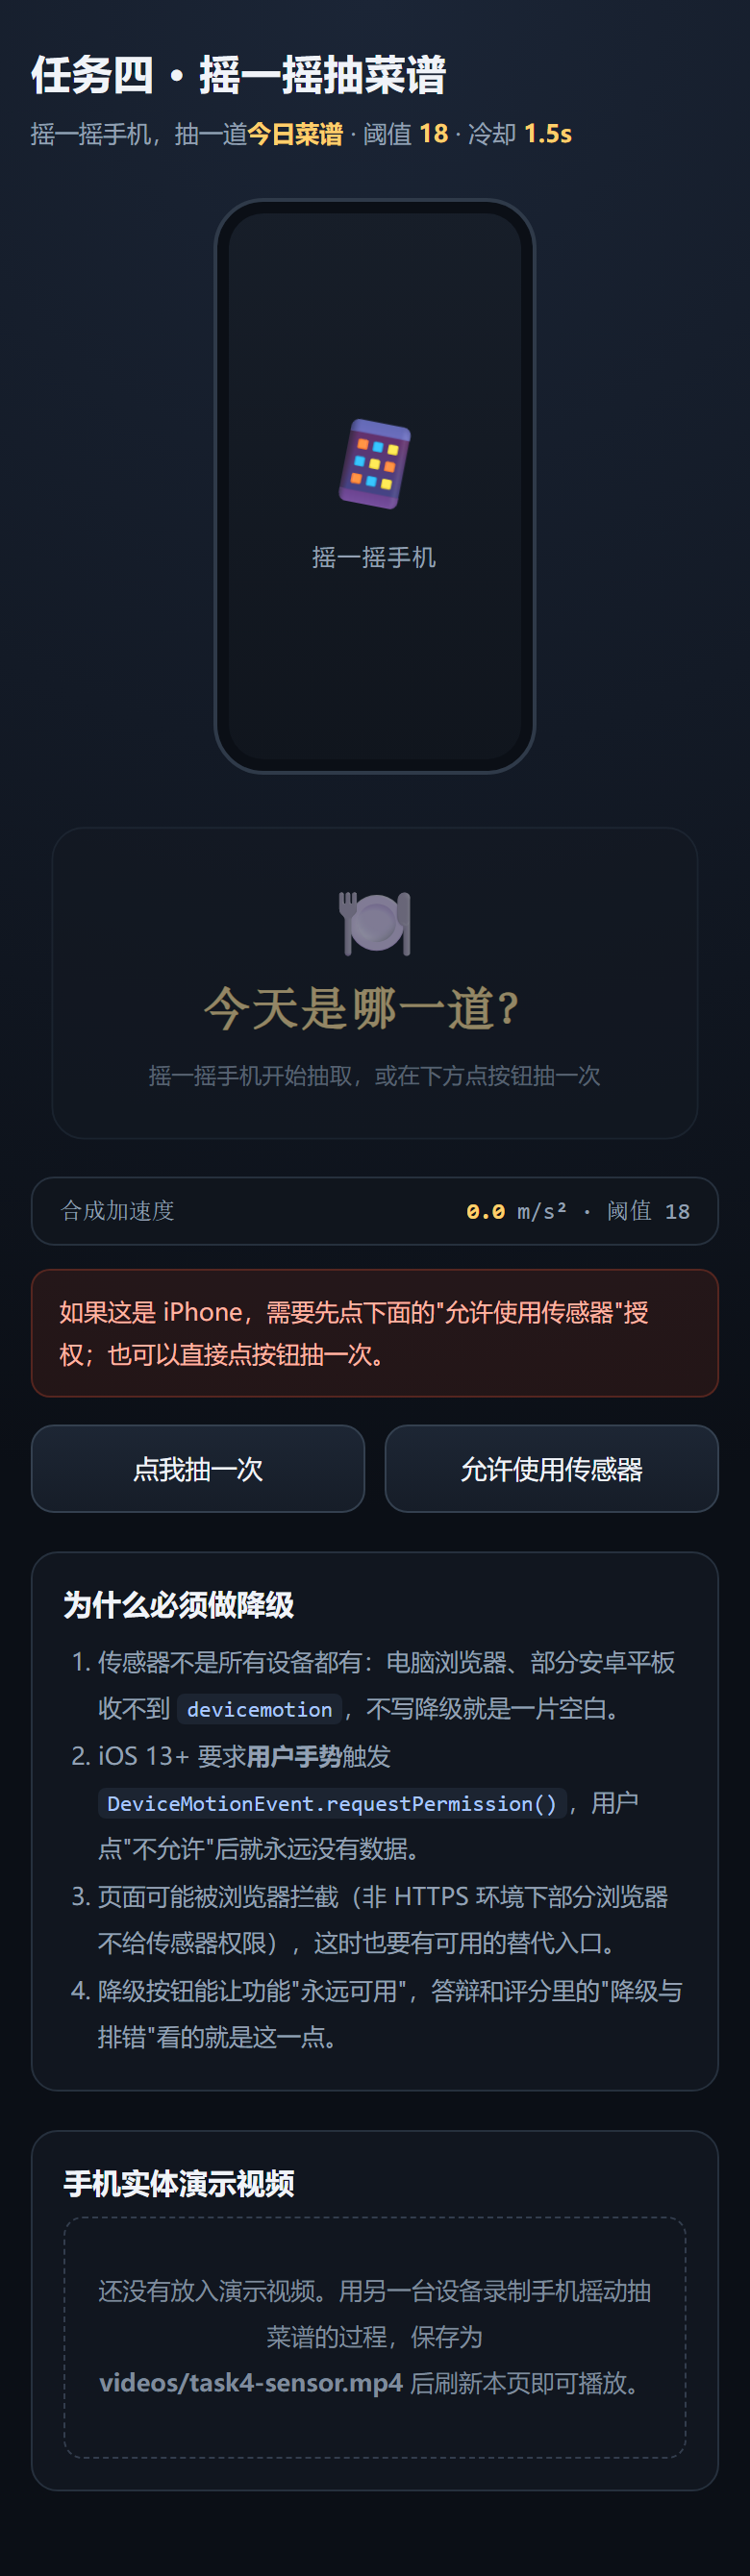 任务四 • 摇一摇抽菜谱
摇一摇手机，抽一道今日菜谱 · 阈值 18 · 冷却 1.5s
摇一摇手机
今天是哪一道?
摇一摇手机开始抽取，或在下方点按钮抽一次
合成加速度 0.0 m/s² · 阈值 18
如果这是 iPhone，需要先点下面的"允许使用传感器"授
权；也可以直接点按钮抽一次。
点我抽一次 允许使用传感器
为什么必须做降级
1. 传感器不是所有设备都有：电脑浏览器、部分安卓平板
收不到 devicemotion，不写降级就是一片空白。
2. iOS 13+ 要求用户手势触发
DeviceMotionEvent.requestPermission()，用户
点"不允许"后就永远没有数据。
3. 页面可能被浏览器拦截（非 HTTPS 环境下部分浏览器
不给传感器权限），这时也要有可用的替代入口。
4. 降级按钮能让功能"永远可用"，答辩和评分里的"降级与
排错"看的就是这一点。
手机实体演示视频
还没有放入演示视频。用另一台设备录制手机摇动抽
菜谱的过程，保存为
videos/task4-sensor.mp4 后刷新本页即可播放。